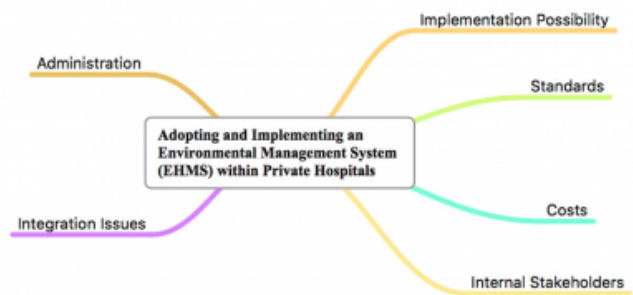 Implementation Possibility
Administration
Standards
Adopting and Implementing an
Environmental Management System
(EHMS) within Private Hospitals
Costs
Integration Issues
Internal Stakeholders